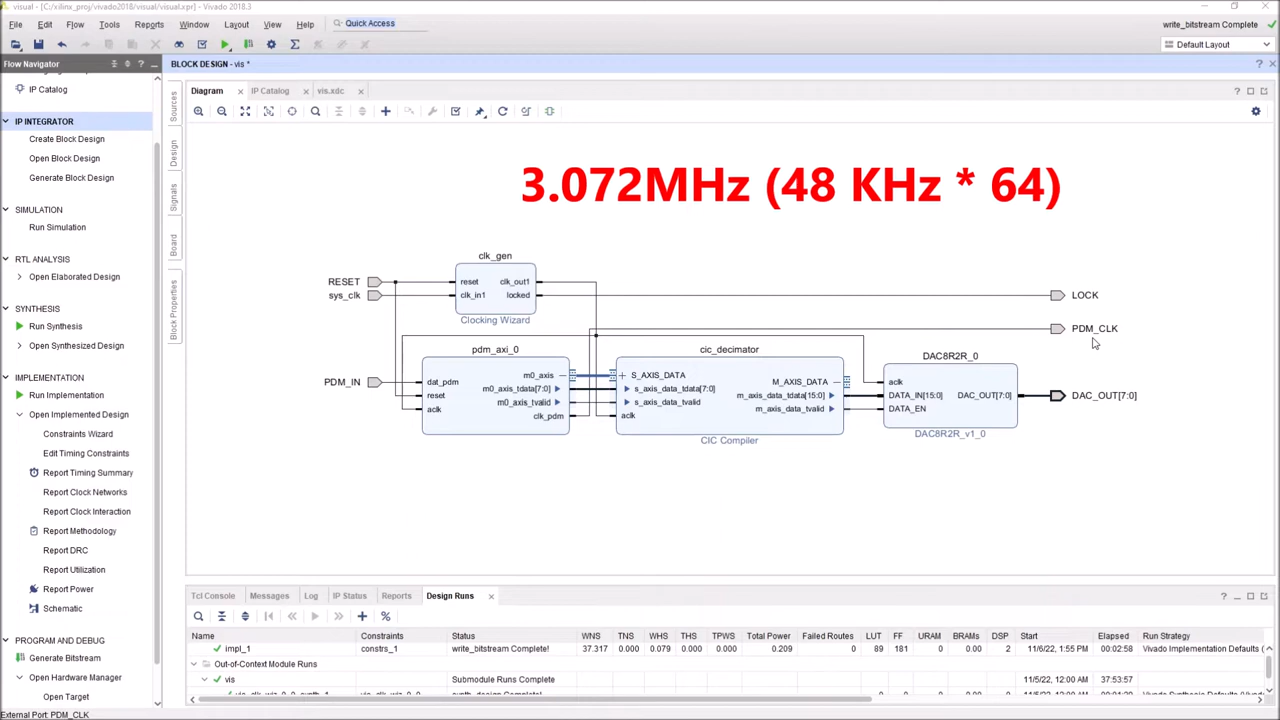 visual - [C:/xilinx_proj/vivado2018/visual/visual.xpr] - Vivado 2018.3
File Edit Flow Tools Reports Window Layout View Help Quick Access
write_bitstream Complete
Default Layout
Flow Navigator
BLOCK DESIGN - vis *
IP Catalog
IP INTEGRATOR
Create Block Design
Open Block Design
Generate Block Design
SIMULATION
Run Simulation
RTL ANALYSIS
Open Elaborated Design
SYNTHESIS
Run Synthesis
Open Synthesized Design
IMPLEMENTATION
Run Implementation
Open Implemented Design
Constraints Wizard
Edit Timing Constraints
Report Timing Summary
Report Clock Networks
Report Clock Interaction
Report Methodology
Report DRC
Report Utilization
Report Power
Schematic
PROGRAM AND DEBUG
Generate Bitstream
Open Hardware Manager
Open Target
External Port: PDM_CLK
Sources
Design
Signals
Board
Block Properties
Diagram IP Catalog vis.xdc
3.072MHz (48 KHz * 64)
clk_gen
RESET
sys_clk
reset clk_out1
clk_in1 locked
Clocking Wizard
LOCK
PDM_CLK
PDM_IN
pdm_axi_0
dat_pdm
reset
aclk
m0_axis
m0_axis_tdata[7:0]
m0_axis_tvalid
clk_pdm
cic_decimator
S_AXIS_DATA
s_axis_data_tdata[7:0]
s_axis_data_tvalid
aclk
M_AXIS_DATA
m_axis_data_tdata[15:0]
m_axis_data_tvalid
CIC Compiler
DAC8R2R_0
aclk
DATA_IN[15:0] DAC_OUT[7:0]
DATA_EN
DAC8R2R_v1_0
DAC_OUT[7:0]
Tcl Console Messages Log IP Status Reports Design Runs
Name Constraints Status WNS TNS WHS THS TPWS Total Power Failed Routes LUT FF URAM BRAMs DSP Start Elapsed Run Strategy
impl_1 constrs_1 write_bitstream Complete! 37.317 0.000 0.079 0.000 0.000 0.209 0 89 181 0 0.00 2 11/6/22, 1:55 PM 00:02:58 Vivado Implementation Defaults (
Out-of-Context Module Runs
vis Submodule Runs Complete 11/5/22, 12:00 AM 37:53:57